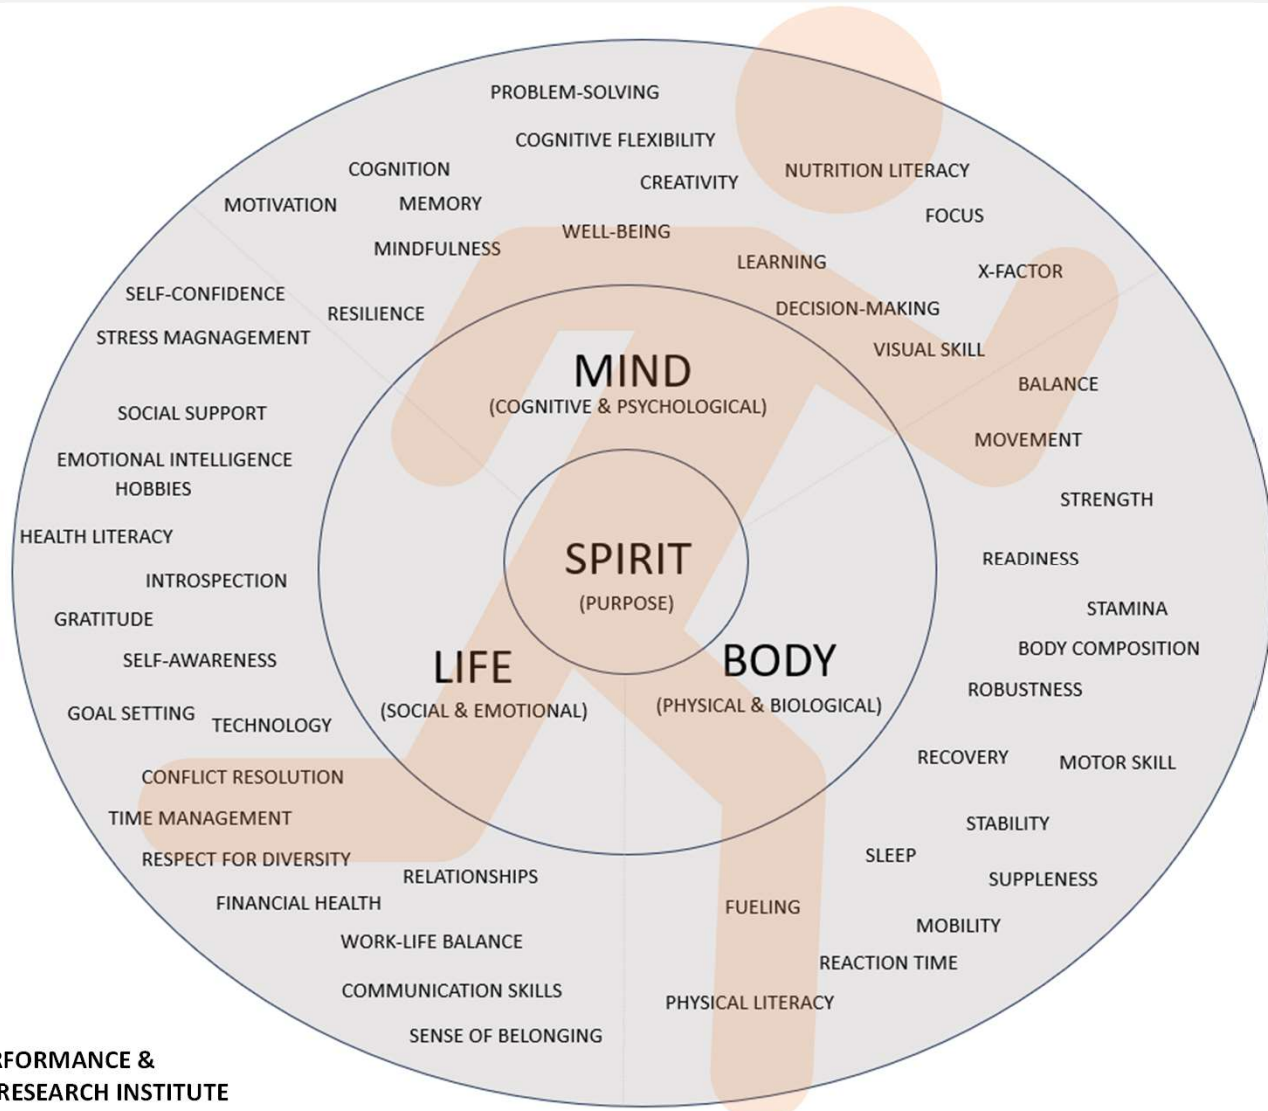 PROBLEM-SOLVING
COGNITIVE FLEXIBILITY
COGNITION
CREATIVITY
NUTRITION LITERACY
MOTIVATION
MEMORY
FOCUS
MINDFULNESS
WELL-BEING
LEARNING
X-FACTOR
SELF-CONFIDENCE
RESILIENCE
DECISION-MAKING
STRESS MAGNAGEMENT
VISUAL SKILL
MIND
(COGNITIVE & PSYCHOLOGICAL)
BALANCE
SOCIAL SUPPORT
MOVEMENT
EMOTIONAL INTELLIGENCE
HOBBIES
STRENGTH
HEALTH LITERACY
SPIRIT
(PURPOSE)
READINESS
INTROSPECTION
STAMINA
GRATITUDE
BODY COMPOSITION
SELF-AWARENESS
LIFE
(SOCIAL & EMOTIONAL)
BODY
(PHYSICAL & BIOLOGICAL)
ROBUSTNESS
GOAL SETTING
TECHNOLOGY
RECOVERY
MOTOR SKILL
CONFLICT RESOLUTION
TIME MANAGEMENT
STABILITY
RESPECT FOR DIVERSITY
SLEEP
RELATIONSHIPS
SUPPLENESS
FINANCIAL HEALTH
FUELING
MOBILITY
WORK-LIFE BALANCE
REACTION TIME
COMMUNICATION SKILLS
PHYSICAL LITERACY
SENSE OF BELONGING
RFORMANCE &
RESEARCH INSTITUTE